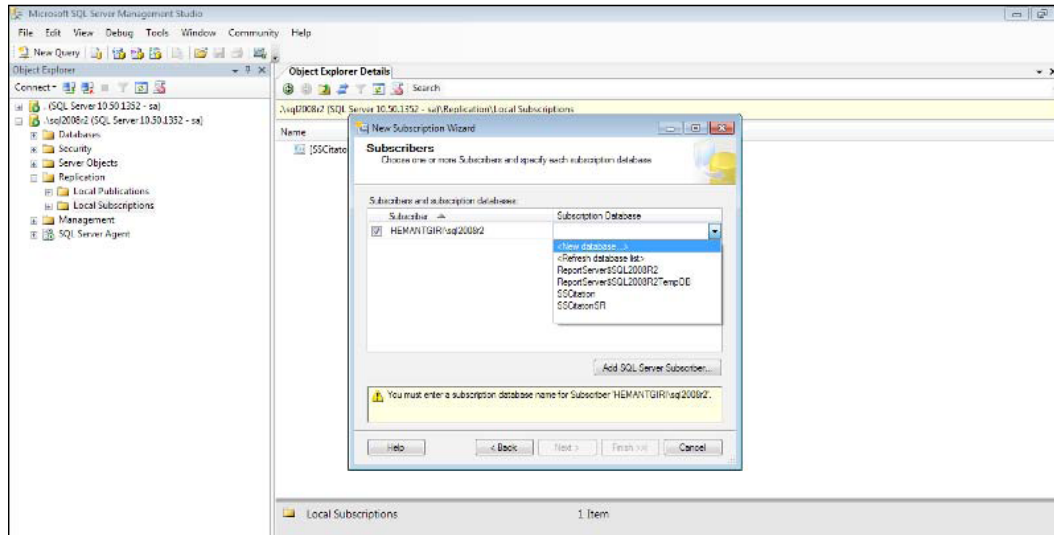 Microsoft SQL Server Management Studio
File Edit View Debug Tools Window Community Help
New Query
Object Explorer
Connect
. (SQL Server 10.50.1352 - sa)
.\sql2008r2 (SQL Server 10.50.1352 - sa)
Databases
Security
Server Objects
Replication
Local Publications
Local Subscriptions
Management
SQL Server Agent
Object Explorer Details
Search
.\sql2008r2 (SQL Server 10.50.1352 - sa)\Replication\Local Subscriptions
Name
[SSCitatio
New Subscription Wizard
Subscribers
Choose one or more Subscribers and specify each subscription database.
Subscribers and subscription databases:
Subscriber Subscription Database
HEMANTGIRI\sql2008r2
<New database...>
<Refresh database list>
ReportServer$SQL2008R2
ReportServer$SQL2008R2TempDB
SSCitation
SSCitationSR
Add SQL Server Subscriber...
You must enter a subscription database name for Subscriber 'HEMANTGIRI\sql2008r2'.
Help < Back Next > Finish >>| Cancel
Local Subscriptions 1 Item